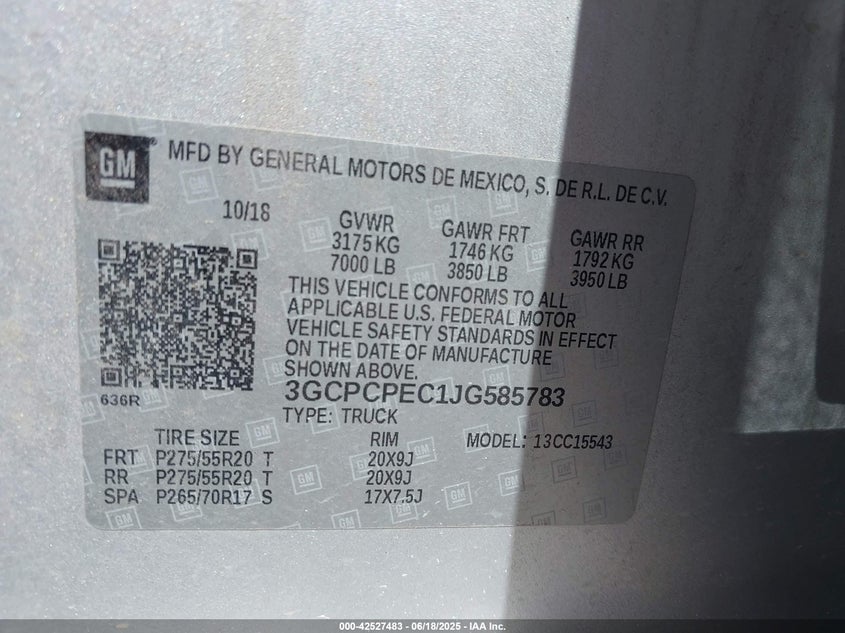 GM
MFD BY GENERAL MOTORS DE MEXICO, S. DE R.L. DE C.V.
10/18
GVWR
3175 KG
7000 LB
GAWR FRT
1746 KG
3850 LB
GAWR RR
1792 KG
3950 LB
THIS VEHICLE CONFORMS TO ALL
APPLICABLE U.S. FEDERAL MOTOR
VEHICLE SAFETY STANDARDS IN EFFECT
ON THE DATE OF MANUFACTURE
SHOWN ABOVE.
636R
3GCPCPEC1JG585783
TYPE: TRUCK
TIRE SIZE RIM MODEL: 13CC15543
FRT P275/55R20 T 20X9J
RR P275/55R20 T 20X9J
SPA P265/70R17 S 17X7.5J
000-42527483 - 06/18/2025 - IAA Inc.